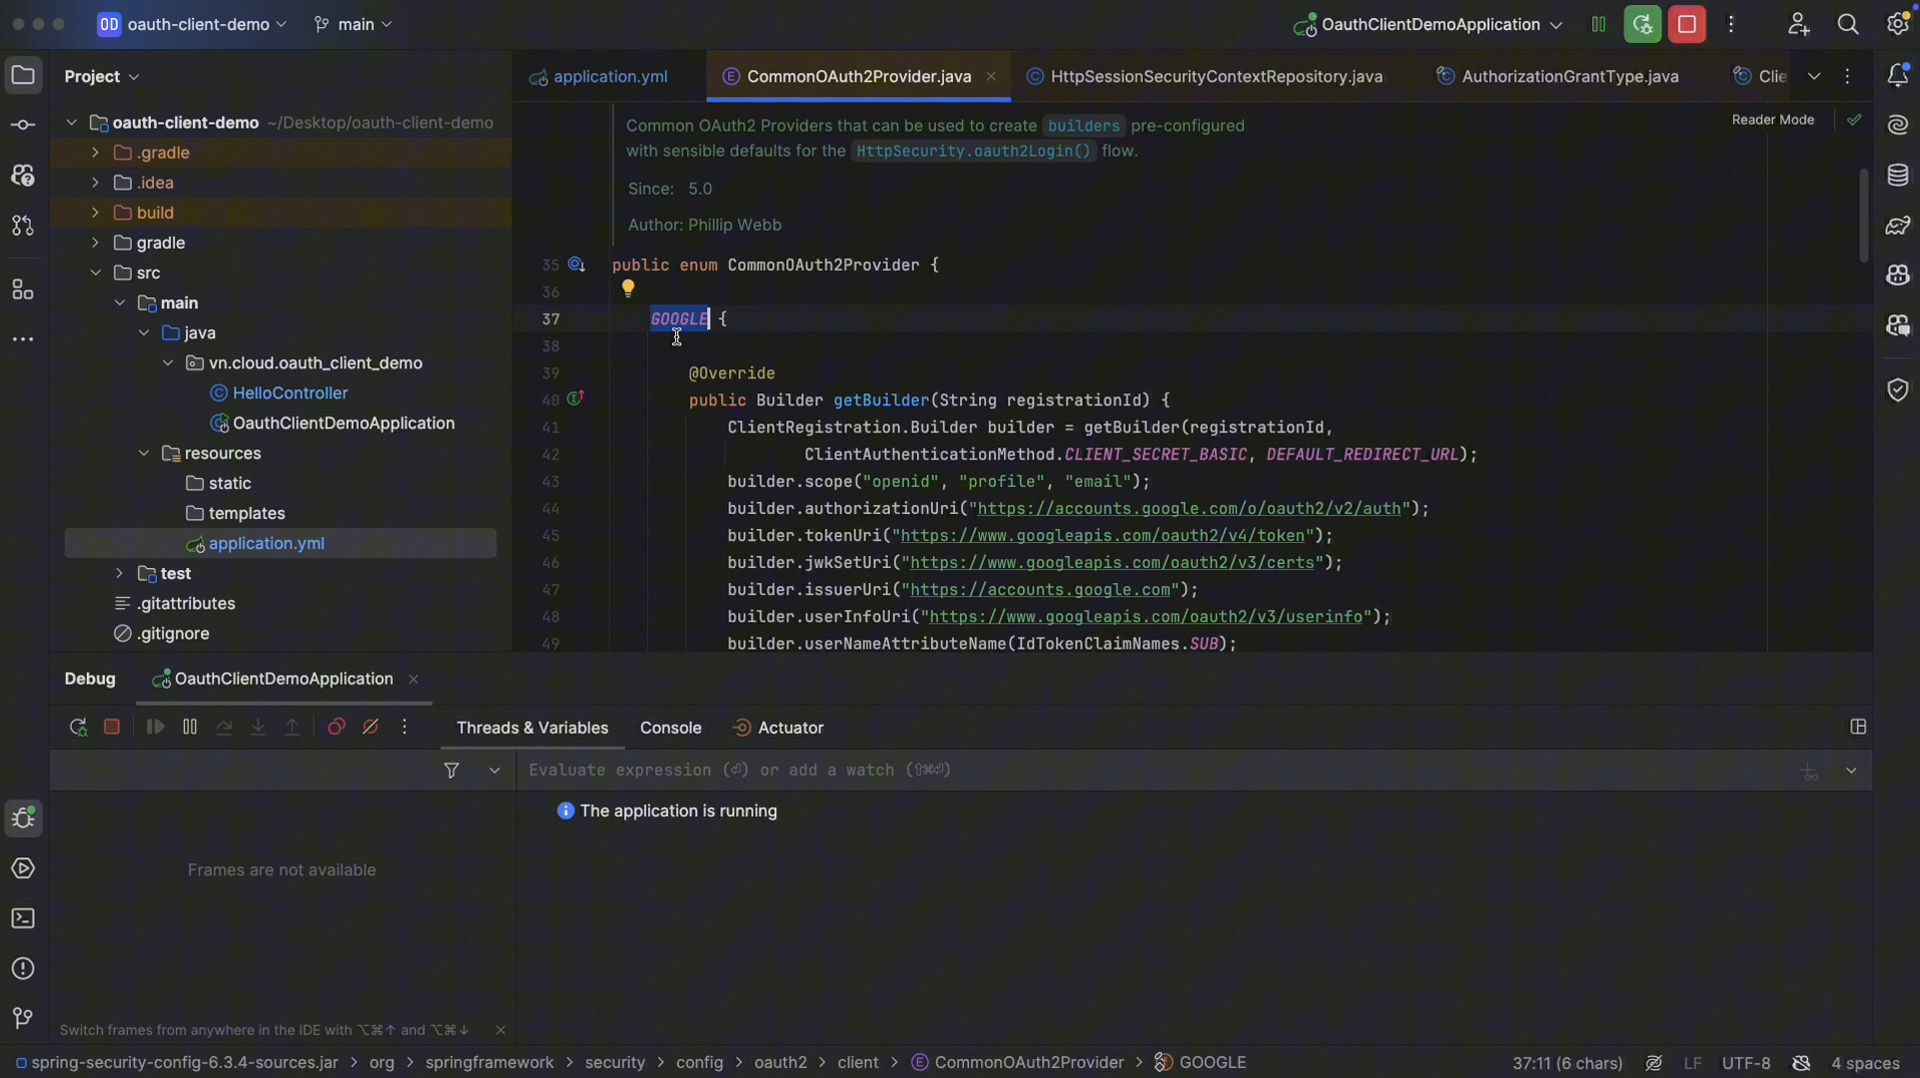 OD oauth-client-demo main OauthClientDemoApplication
Project
application.yml CommonOAuth2Provider.java HttpSessionSecurityContextRepository.java AuthorizationGrantType.java Clie
oauth-client-demo ~/Desktop/oauth-client-demo
.gradle
.idea
build
gradle
src
main
java
vn.cloud.oauth_client_demo
HelloController
OauthClientDemoApplication
resources
static
templates
application.yml
test
.gitattributes
.gitignore
Reader Mode
Common OAuth2 Providers that can be used to create builders pre-configured
with sensible defaults for the HttpSecurity.oauth2Login() flow.
Since: 5.0
Author: Phillip Webb
35 public enum CommonOAuth2Provider {
36
37 GOOGLE {
38
39 @Override
40 public Builder getBuilder(String registrationId) {
41 ClientRegistration.Builder builder = getBuilder(registrationId,
42 ClientAuthenticationMethod.CLIENT_SECRET_BASIC, DEFAULT_REDIRECT_URL);
43 builder.scope("openid", "profile", "email");
44 builder.authorizationUri("https://accounts.google.com/o/oauth2/v2/auth");
45 builder.tokenUri("https://www.googleapis.com/oauth2/v4/token");
46 builder.jwkSetUri("https://www.googleapis.com/oauth2/v3/certs");
47 builder.issuerUri("https://accounts.google.com");
48 builder.userInfoUri("https://www.googleapis.com/oauth2/v3/userinfo");
49 builder.userNameAttributeName(IdTokenClaimNames.SUB);
Debug OauthClientDemoApplication
Threads & Variables Console Actuator
Evaluate expression (⏎) or add a watch (⇧⌘⏎)
The application is running
Frames are not available
Switch frames from anywhere in the IDE with ⌥⌘↑ and ⌥⌘↓
spring-security-config-6.3.4-sources.jar > org > springframework > security > config > oauth2 > client > CommonOAuth2Provider > GOOGLE 37:11 (6 chars) LF UTF-8 4 spaces